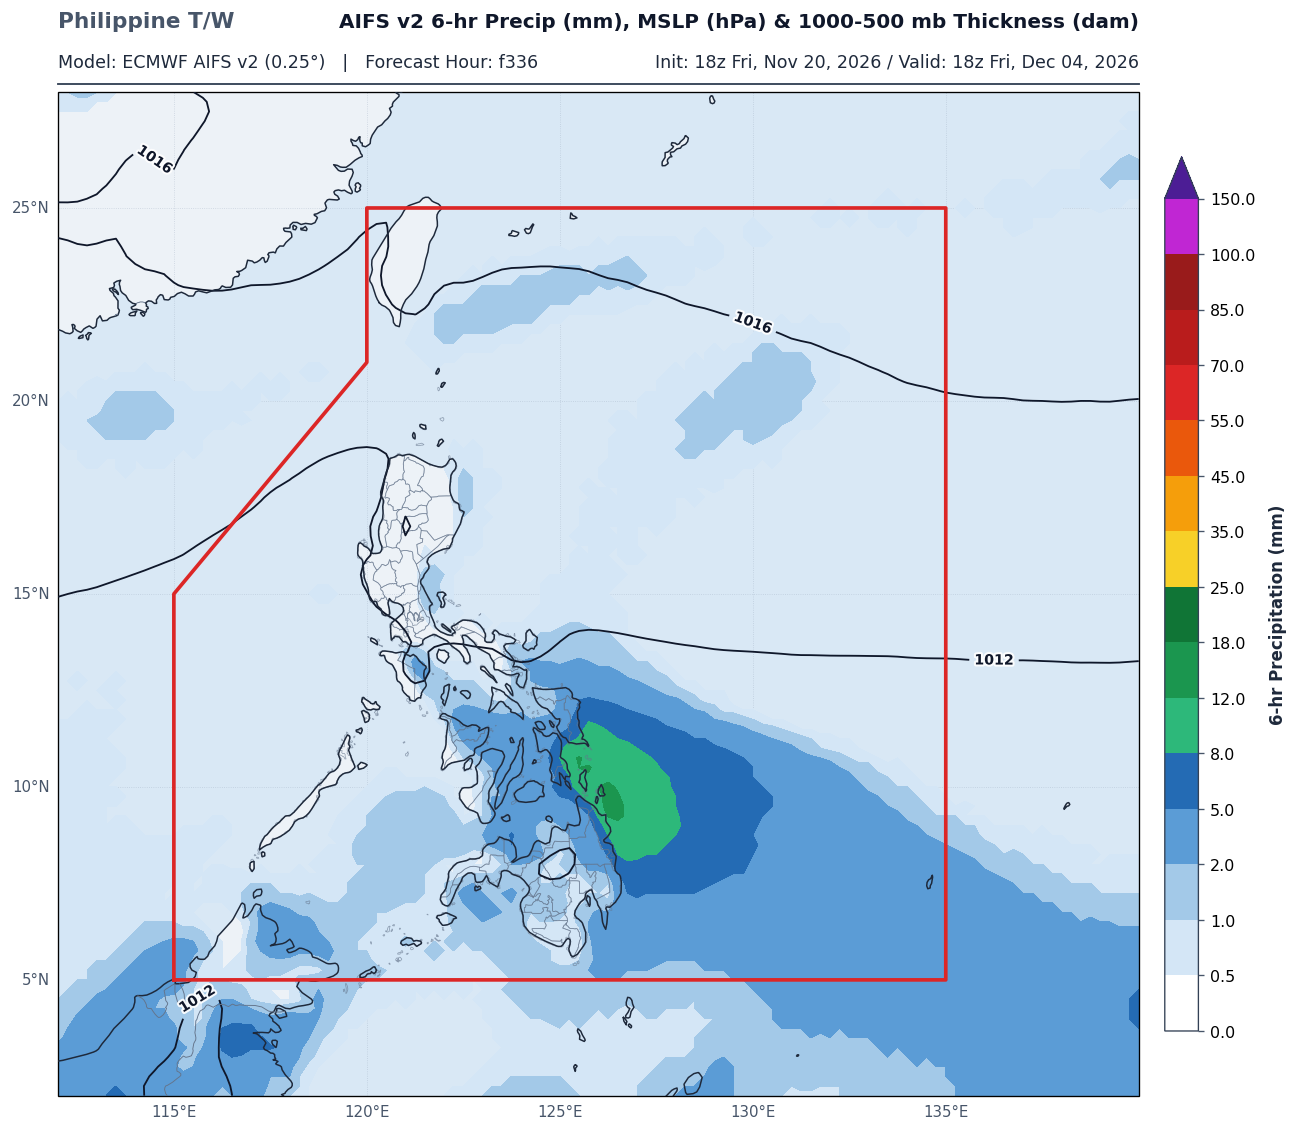 Philippine T/W
AIFS v2 6-hr Precip (mm), MSLP (hPa) & 1000-500 mb Thickness (dam)
Model: ECMWF AIFS v2 (0.25°) | Forecast Hour: f336
Init: 18z Fri, Nov 20, 2026 / Valid: 18z Fri, Dec 04, 2026
1016
1016
1012
1012
25°N
20°N
15°N
10°N
5°N
115°E
120°E
125°E
130°E
135°E
150.0
100.0
85.0
70.0
55.0
45.0
35.0
25.0
18.0
12.0
8.0
5.0
2.0
1.0
0.5
0.0
6-hr Precipitation (mm)